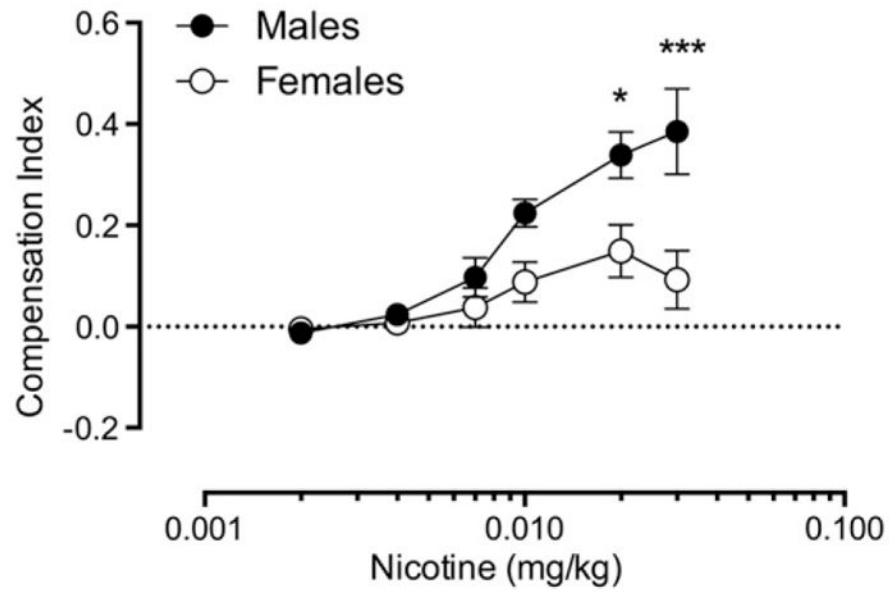 0.6
Males
Females
***
*
0.4
0.2
0.0
-0.2
Compensation Index
0.001
0.010
0.100
Nicotine (mg/kg)